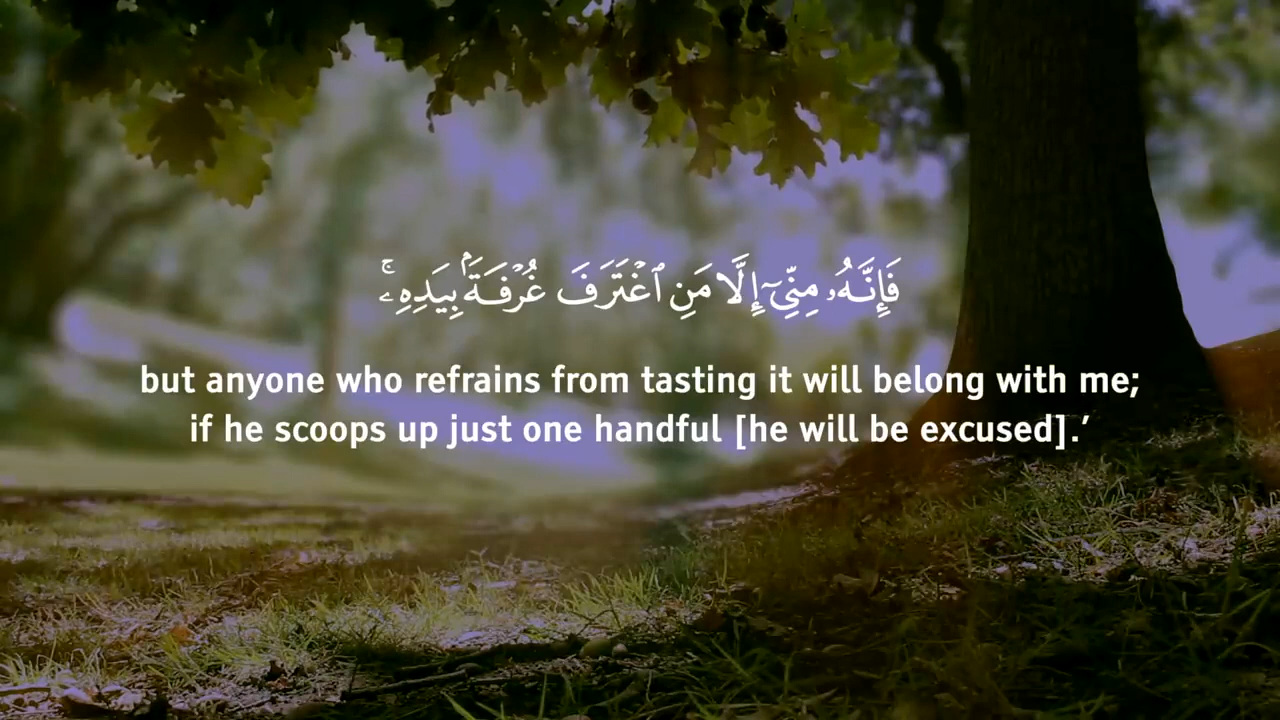 فَإِنَّهُۥ مِنِّىٓ إِلَّا مَنِ ٱغْتَرَفَ غُرْفَةًۢ بِيَدِهِۦ ۚ
but anyone who refrains from tasting it will belong with me;
if he scoops up just one handful [he will be excused].’